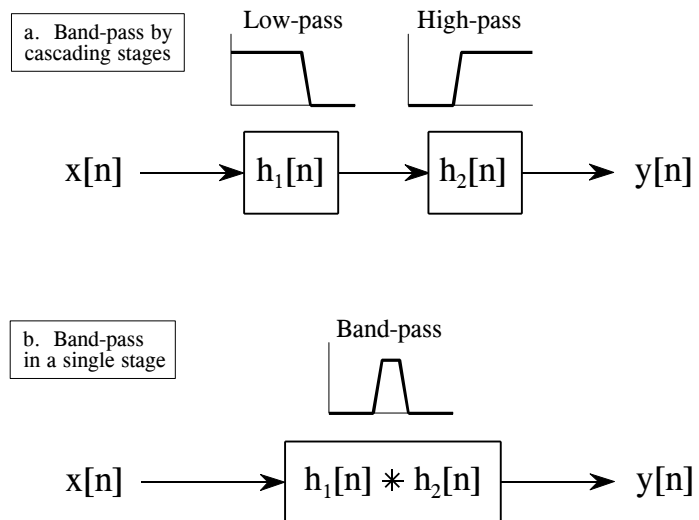 a. Band-pass by
cascading stages
Low-pass
High-pass
x[n]
h₁[n]
h₂[n]
y[n]
b. Band-pass
in a single stage
Band-pass
x[n]
h₁[n] ∗ h₂[n]
y[n]